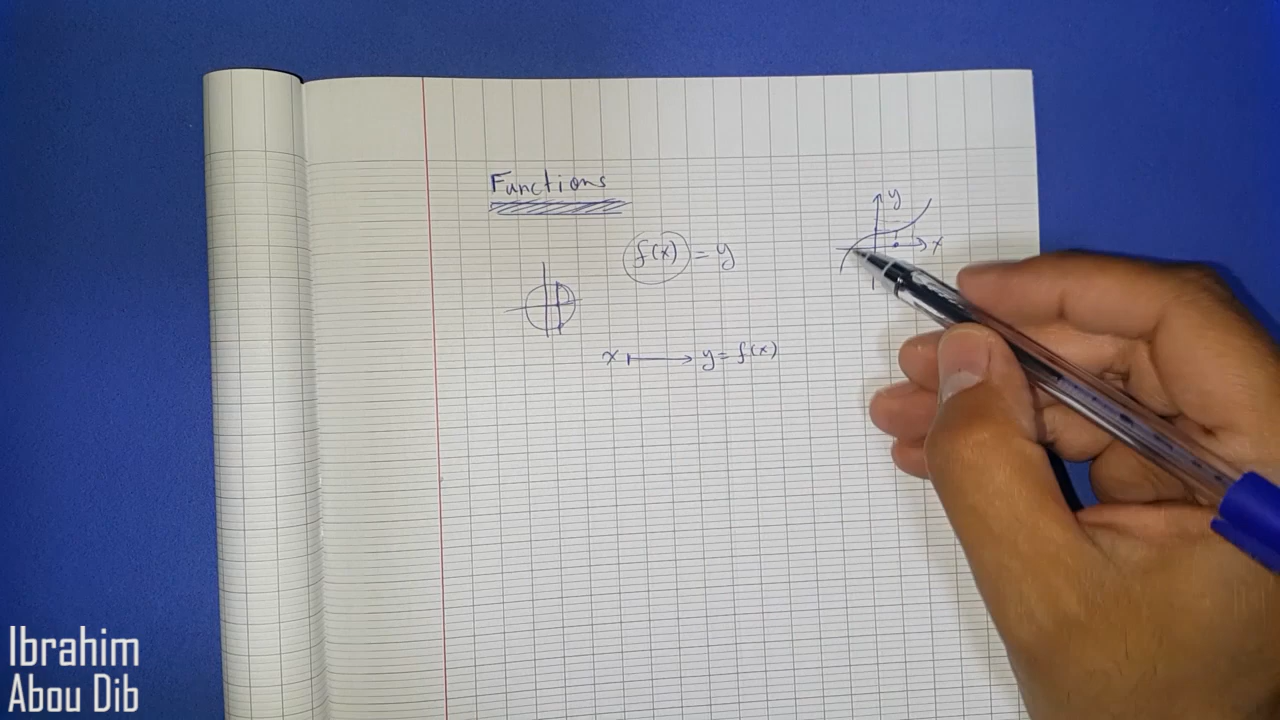 Functions
y
f(x) = y
x
x ⟼ y = f(x)
Ibrahim
Abou Dib